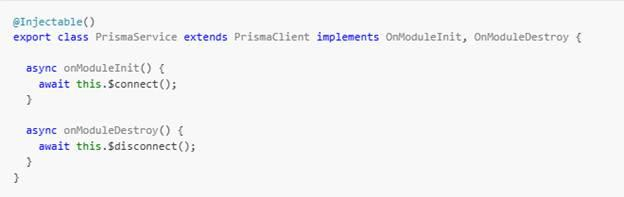 @Injectable()
export class PrismaService extends PrismaClient implements OnModuleInit, OnModuleDestroy {
  async onModuleInit() {
    await this.$connect();
  }
  async onModuleDestroy() {
    await this.$disconnect();
  }
}